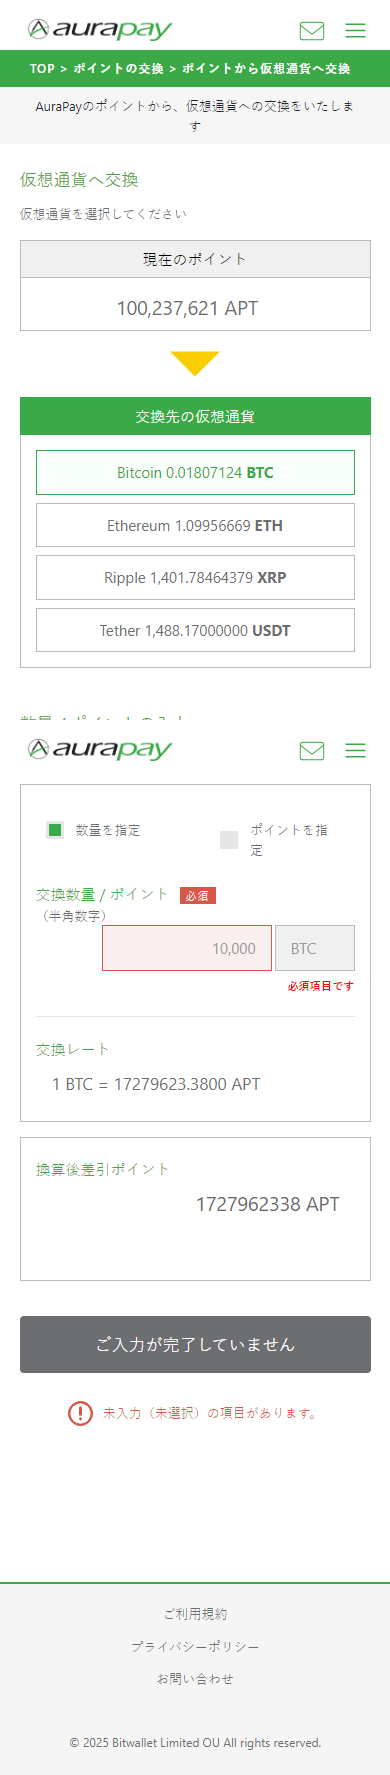 aurapay
TOP > ポイントの交換 > ポイントから仮想通貨へ交換
AuraPayのポイントから、仮想通貨への交換をいたしま
す
仮想通貨へ交換
仮想通貨を選択してください
現在のポイント
100,237,621 APT
交換先の仮想通貨
Bitcoin 0.01807124 BTC
Ethereum 1.09956669 ETH
Ripple 1,401.78464379 XRP
Tether 1,488.17000000 USDT
数量 / ポイントの入力
aurapay
数量を指定
ポイントを指
定
交換数量 / ポイント 必須
（半角数字）
10,000 BTC
必須項目です
交換レート
1 BTC = 17279623.3800 APT
換算後差引ポイント
1727962338 APT
ご入力が完了していません
未入力（未選択）の項目があります。
ご利用規約
プライバシーポリシー
お問い合わせ
© 2025 Bitwallet Limited OU All rights reserved.